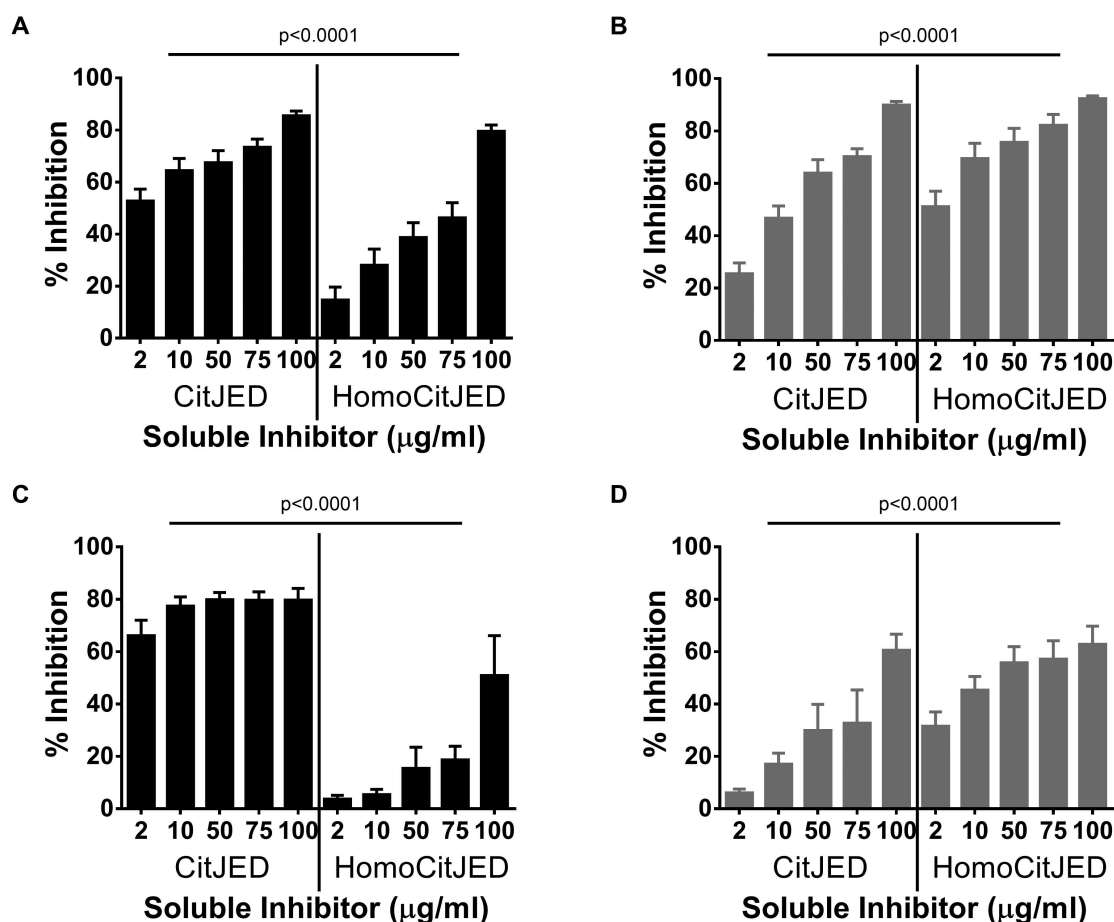 A
p<0.0001
% Inhibition
100
80
60
40
20
0
2 10 50 75 100 2 10 50 75 100
CitJED HomoCitJED
Soluble Inhibitor (μg/ml)
B
p<0.0001
% Inhibition
100
80
60
40
20
0
2 10 50 75 100 2 10 50 75 100
CitJED HomoCitJED
Soluble Inhibitor (μg/ml)
C
p<0.0001
% Inhibition
100
80
60
40
20
0
2 10 50 75 100 2 10 50 75 100
CitJED HomoCitJED
Soluble Inhibitor (μg/ml)
D
p<0.0001
% Inhibition
100
80
60
40
20
0
2 10 50 75 100 2 10 50 75 100
CitJED HomoCitJED
Soluble Inhibitor (μg/ml)